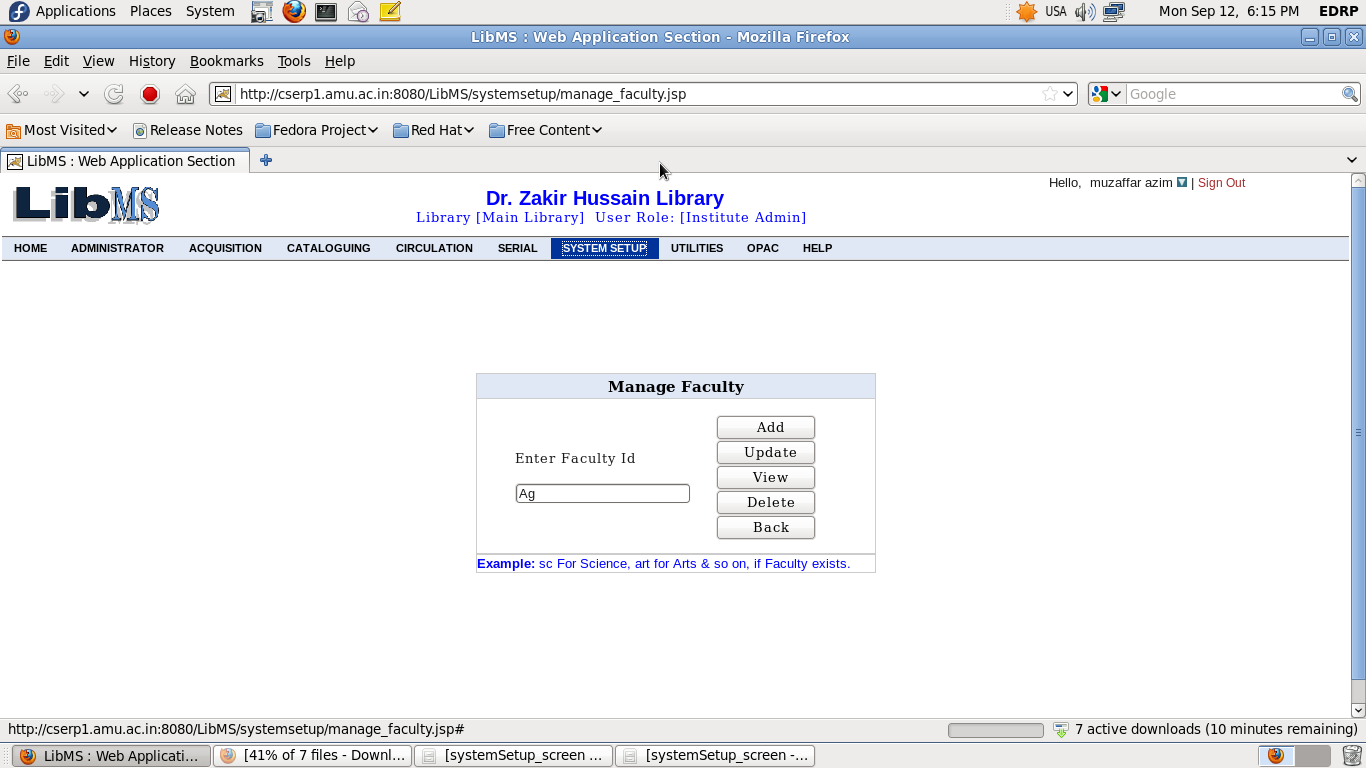 Applications Places System USA Mon Sep 12, 6:15 PM EDRP
LibMS : Web Application Section - Mozilla Firefox
File Edit View History Bookmarks Tools Help
http://cserp1.amu.ac.in:8080/LibMS/systemsetup/manage_faculty.jsp Google
Most Visited Release Notes Fedora Project Red Hat Free Content
LibMS : Web Application Section
Hello, muzaffar azim | Sign Out
LibMS
Dr. Zakir Hussain Library
Library [Main Library] User Role: [Institute Admin]
HOME ADMINISTRATOR ACQUISITION CATALOGUING CIRCULATION SERIAL SYSTEM SETUP UTILITIES OPAC HELP
Manage Faculty
Add
Update
Enter Faculty Id
View
Ag
Delete
Back
Example: sc For Science, art for Arts & so on, if Faculty exists.
http://cserp1.amu.ac.in:8080/LibMS/systemsetup/manage_faculty.jsp# 7 active downloads (10 minutes remaining)
LibMS : Web Applicati... [41% of 7 files - Downl... [systemSetup_screen ... [systemSetup_screen -...